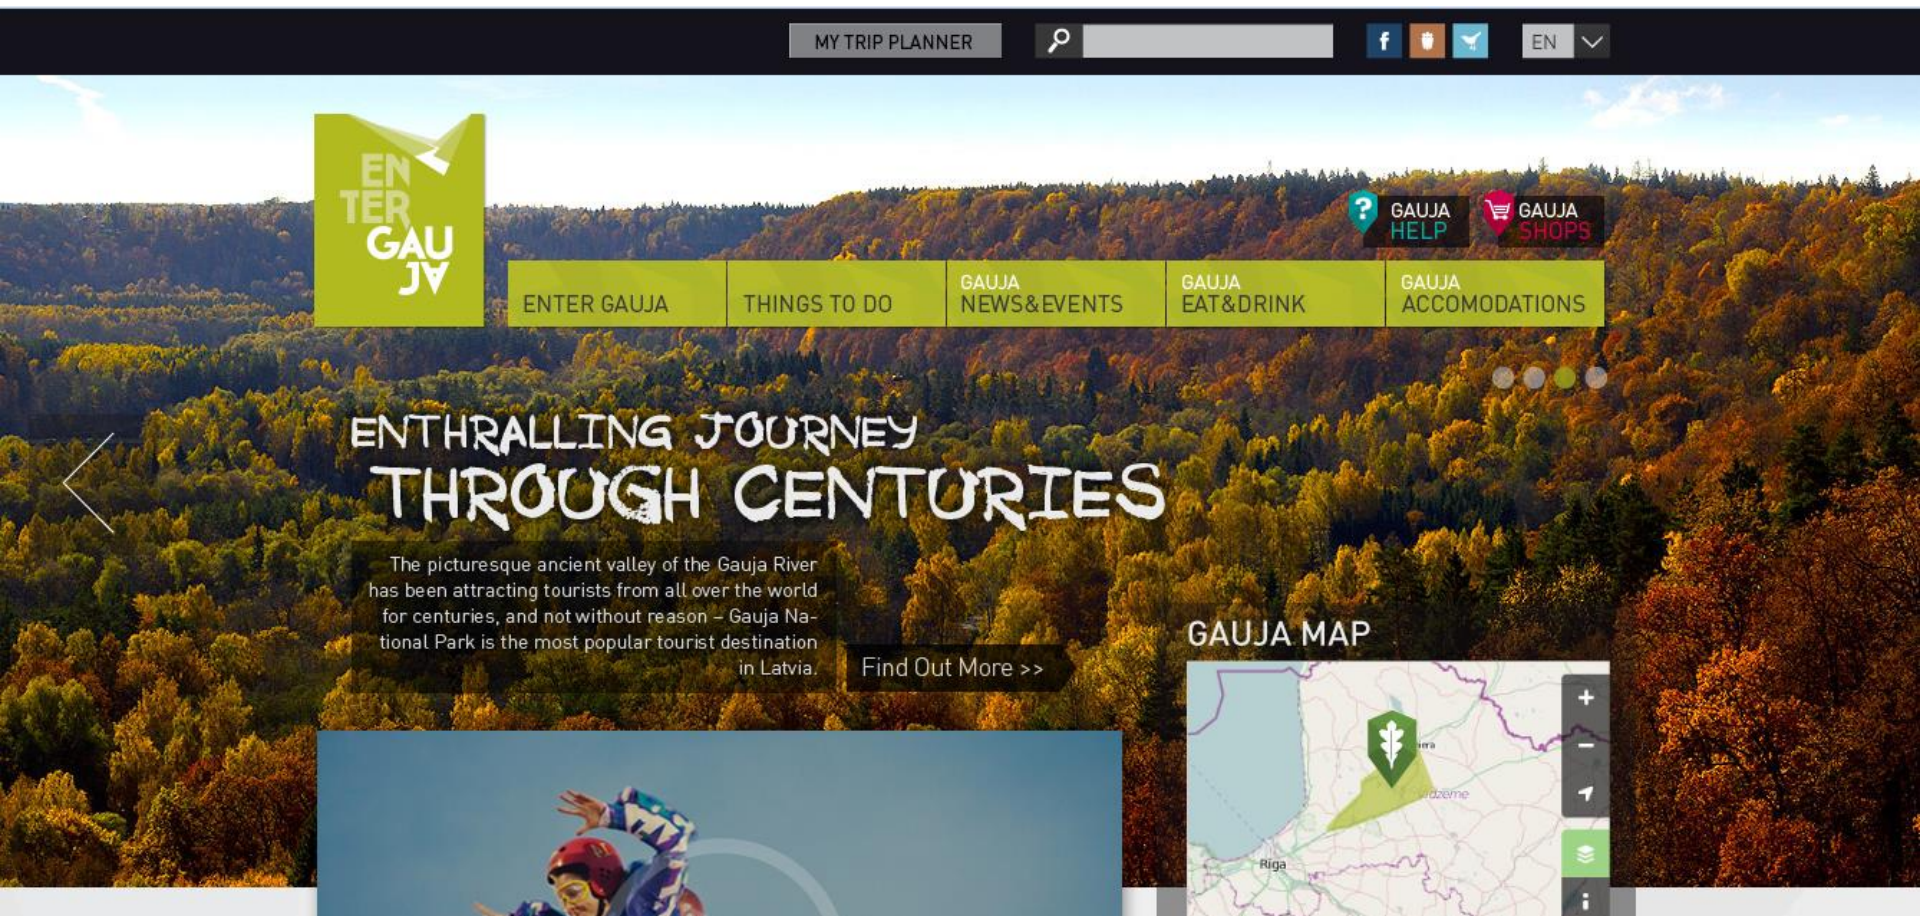 MY TRIP PLANNER
f
EN
EN
TER
GAU
JA
?
GAUJA
HELP
GAUJA
SHOPS
ENTER GAUJA
THINGS TO DO
GAUJA
NEWS&EVENTS
GAUJA
EAT&DRINK
GAUJA
ACCOMODATIONS
ENTHRALLING JOURNEY
THROUGH CENTURIES
The picturesque ancient valley of the Gauja River
has been attracting tourists from all over the world
for centuries, and not without reason – Gauja Na-
tional Park is the most popular tourist destination
in Latvia.
Find Out More >>
GAUJA MAP
+
−
Rīga
i